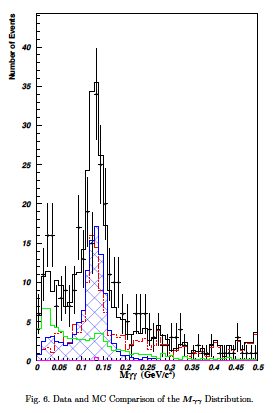 Number of Events
40
35
30
25
20
15
10
5
0
0 0.05 0.1 0.15 0.2 0.25 0.3 0.35 0.4 0.45 0.5
Mγγ (GeV/c²)
Fig. 6. Data and MC Comparison of the Mγγ Distribution.